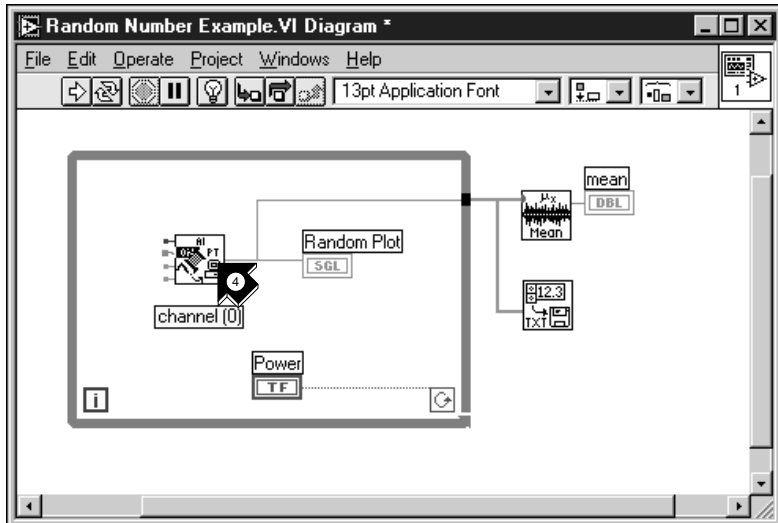 Random Number Example.VI Diagram *
File Edit Operate Project Windows Help
13pt Application Font
1
mean
DBL
μx
Mean
AI
PT
Random Plot
SGL
4
channel (0)
12.3
TXT
Power
TF
i